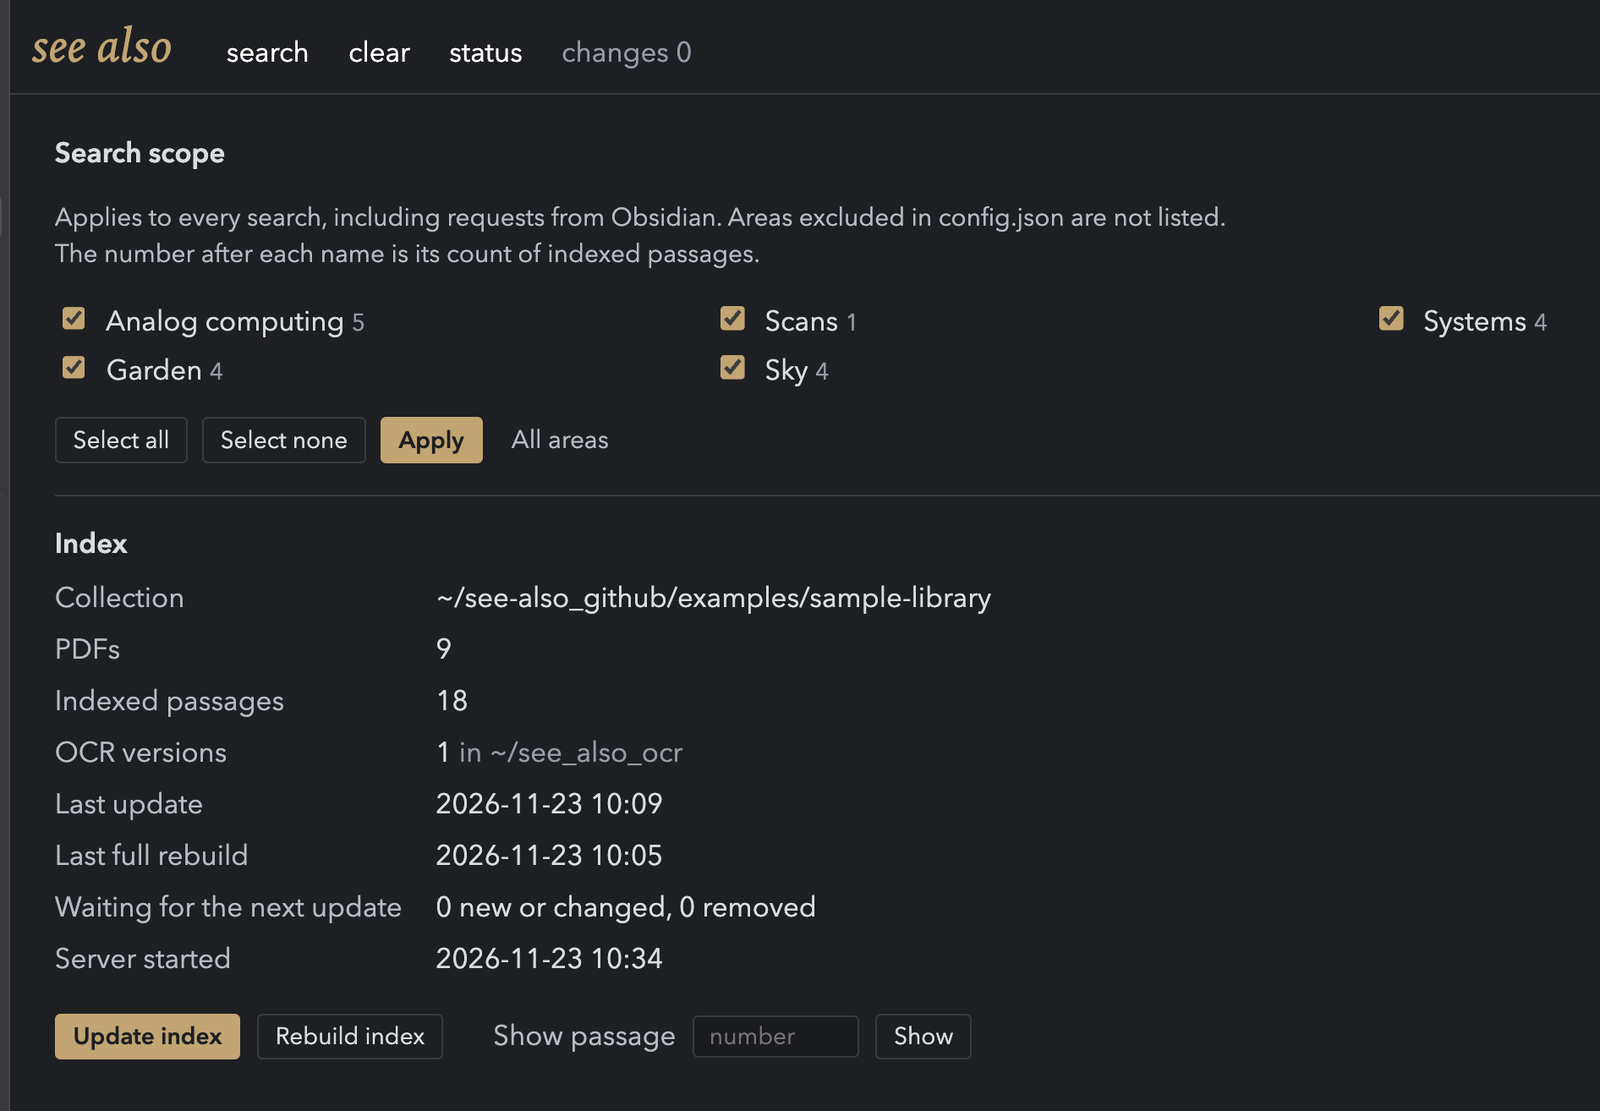 see also search clear status changes 0
Search scope
Applies to every search, including requests from Obsidian. Areas excluded in config.json are not listed.
The number after each name is its count of indexed passages.
Analog computing 5 Scans 1 Systems 4
Garden 4 Sky 4
Select all Select none Apply All areas
Index
Collection ~/see-also_github/examples/sample-library
PDFs 9
Indexed passages 18
OCR versions 1 in ~/see_also_ocr
Last update 2026-11-23 10:09
Last full rebuild 2026-11-23 10:05
Waiting for the next update 0 new or changed, 0 removed
Server started 2026-11-23 10:34
Update index Rebuild index Show passage number Show